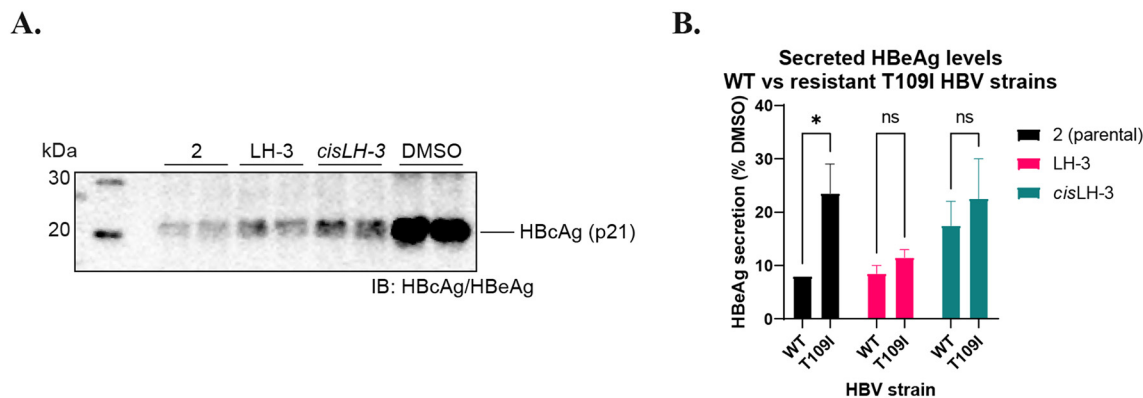 A.
kDa
2 LH-3 cisLH-3 DMSO
30
20
HBcAg (p21)
IB: HBcAg/HBeAg
B.
Secreted HBeAg levels
WT vs resistant T109I HBV strains
HBeAg secretion (% DMSO)
40
30
20
10
0
* ns ns
WT T109I WT T109I WT T109I
HBV strain
2 (parental)
LH-3
cisLH-3